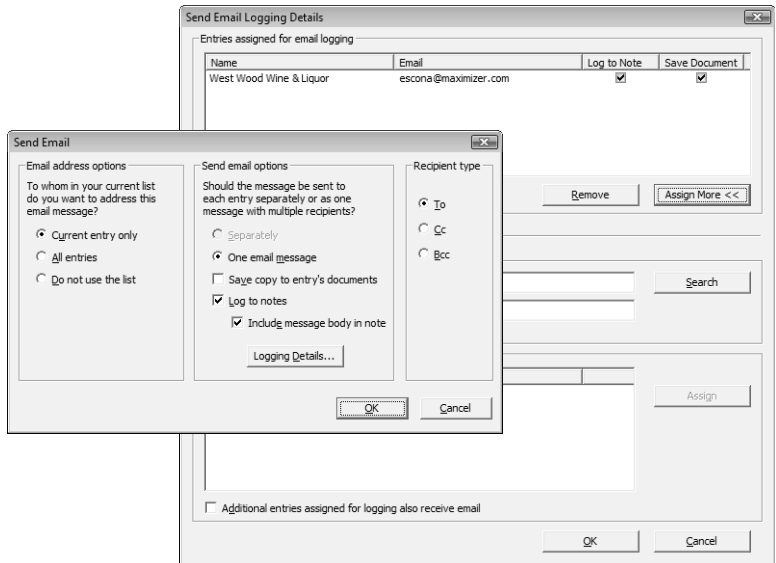 Send Email Logging Details
Entries assigned for email logging
Name Email Log to Note Save Document
West Wood Wine & Liquor escona@maximizer.com
Remove Assign More <<
Search
Assign
Additional entries assigned for logging also receive email
OK Cancel
Send Email
Email address options
To whom in your current list
do you want to address this
email message?
Current entry only
All entries
Do not use the list
Send email options
Should the message be sent to
each entry separately or as one
message with multiple recipients?
Separately
One email message
Save copy to entry's documents
Log to notes
Include message body in note
Logging Details...
Recipient type
To
Cc
Bcc
OK Cancel